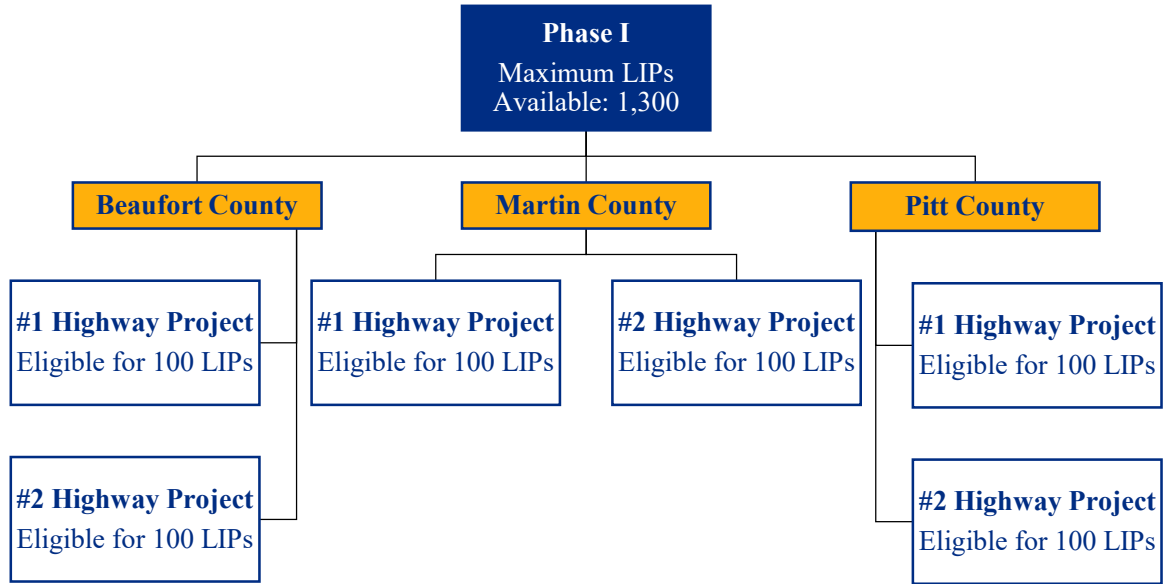 Phase I
Maximum LIPs
Available: 1,300
Beaufort County
Martin County
Pitt County
#1 Highway Project
Eligible for 100 LIPs
#1 Highway Project
Eligible for 100 LIPs
#2 Highway Project
Eligible for 100 LIPs
#1 Highway Project
Eligible for 100 LIPs
#2 Highway Project
Eligible for 100 LIPs
#2 Highway Project
Eligible for 100 LIPs